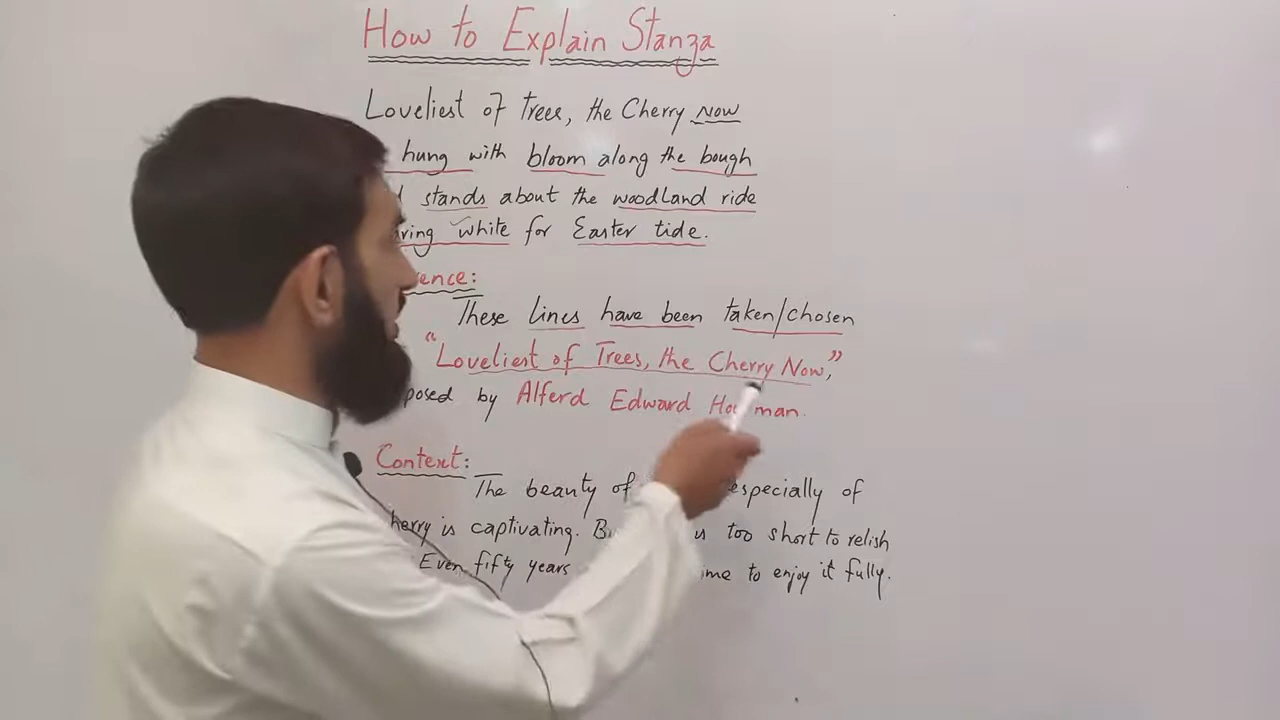 How to Explain Stanza
Loveliest of Trees, the Cherry Now
hung with bloom along the bough
stands about the woodland ride
white for Easter tide.
These lines have been taken/chosen
"Loveliest of Trees, the Cherry Now,"
by Alferd Edward
Context:
The beauty of especially of
is captivating. too short to relish
Even fifty years to enjoy it fully.